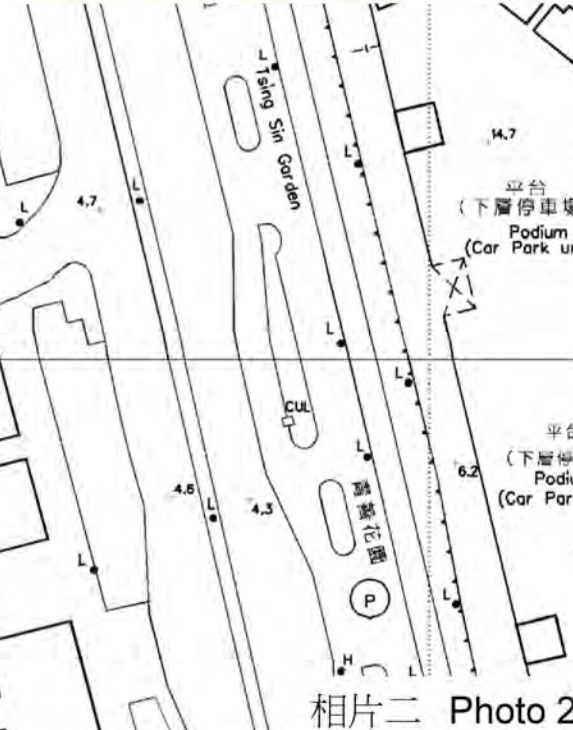 L
Tsing Sin Garden
L
14.7
L
4.7
L
平台
(下層停車場
Podium
(Car Park un
L
L
CUL
平台
(下層停
Podiu
(Car Par
L
6.2
4.5
L
4.3
花園
L
P
L
H
L
相片二 Photo 2